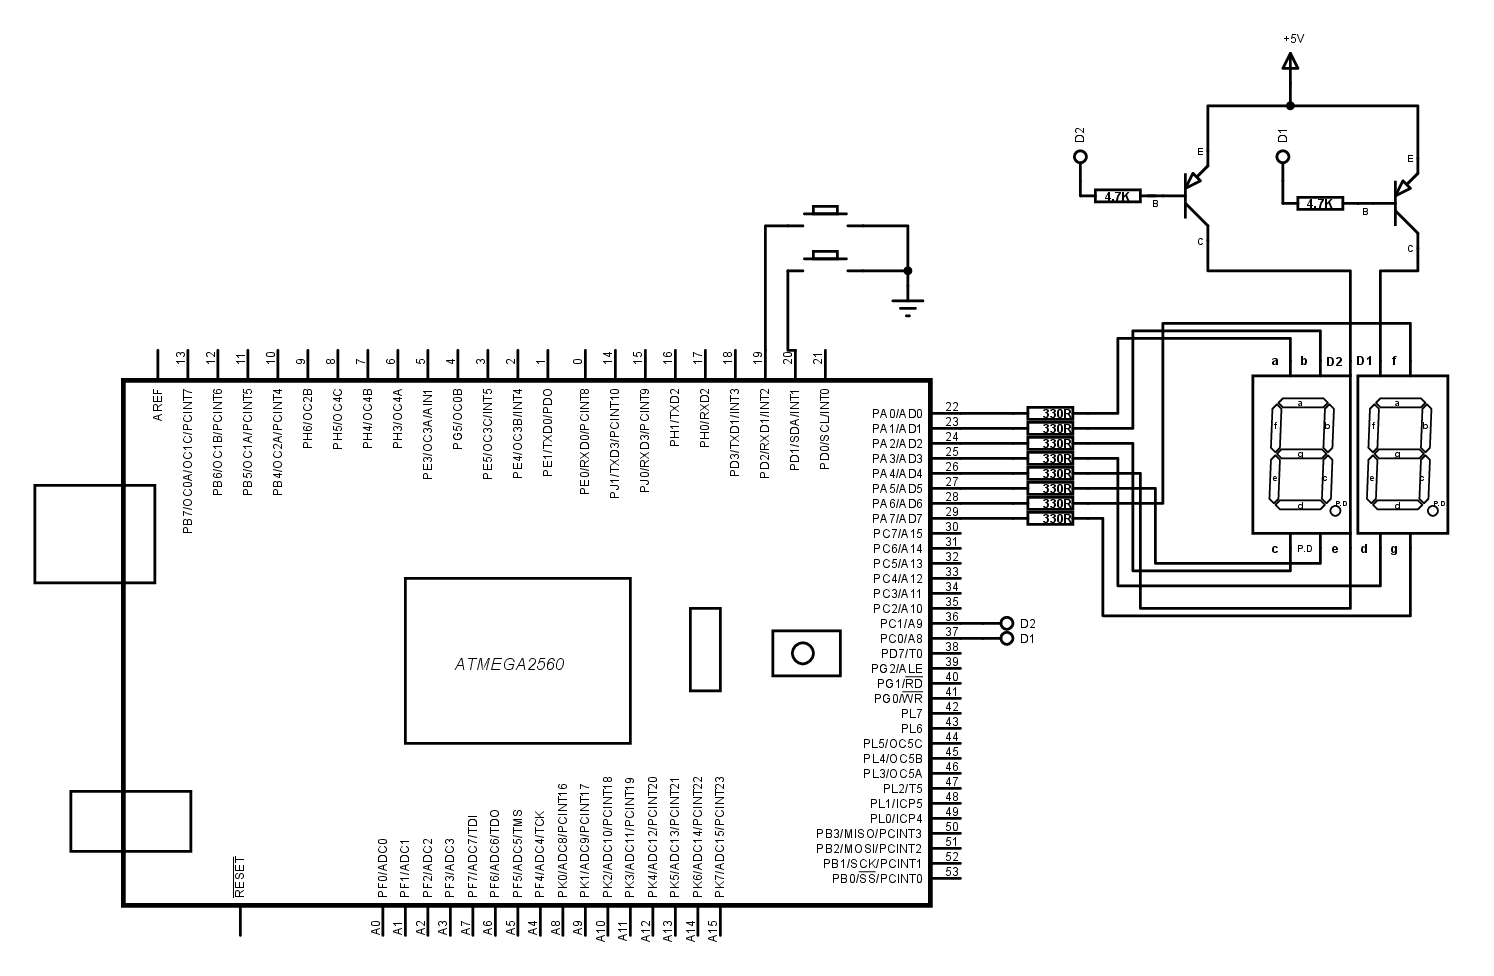 +5V
D2
D1
E
E
4.7K
B
4.7K
B
C
C
AREF
13
PB7/OC0A/OC1C/PCINT7
12
PB6/OC1B/PCINT6
11
PB5/OC1A/PCINT5
10
PB4/OC2A/PCINT4
9
PH6/OC2B
8
PH5/OC4C
7
PH4/OC4B
6
PH3/OC4A
5
PE3/OC3A/AIN1
4
PG5/OC0B
3
PE5/OC3C/INT5
2
PE4/OC3B/INT4
1
PE1/TXD0/PDO
0
PE0/RXD0/PCINT8
14
PJ1/TXD3/PCINT10
15
PJ0/RXD3/PCINT9
16
PH1/TXD2
17
PH0/RXD2
18
PD3/TXD1/INT3
19
PD2/RXD1/INT2
20
PD1/SDA/INT1
21
PD0/SCL/INT0
a b D2 D1 f
PA0/AD0 22 330R
PA1/AD1 23 330R
PA2/AD2 24 330R
PA3/AD3 25 330R
PA4/AD4 26 330R
PA5/AD5 27 330R
PA6/AD6 28 330R
PA7/AD7 29 330R
a
f b
g
e c
d
P.D
a
f b
g
e c
d
P.D
c P.D e d g
PC7/A15 30
PC6/A14 31
PC5/A13 32
PC4/A12 33
PC3/A11 34
PC2/A10 35
PC1/A9 36 D2
PC0/A8 37 D1
PD7/T0 38
PG2/ALE 39
PG1/RD 40
PG0/WR 41
PL7 42
PL6 43
PL5/OC5C 44
PL4/OC5B 45
PL3/OC5A 46
PL2/T5 47
PL1/ICP5 48
PL0/ICP4 49
PB3/MISO/PCINT3 50
PB2/MOSI/PCINT2 51
PB1/SCK/PCINT1 52
PB0/SS/PCINT0 53
ATMEGA2560
RESET
PF0/ADC0
A0
PF1/ADC1
A1
PF2/ADC2
A2
PF3/ADC3
A3
PF7/ADC7/TDI
A7
PF6/ADC6/TDO
A6
PF5/ADC5/TMS
A5
PF4/ADC4/TCK
A4
PK0/ADC8/PCINT16
A8
PK1/ADC9/PCINT17
A9
PK2/ADC10/PCINT18
A10
PK3/ADC11/PCINT19
A11
PK4/ADC12/PCINT20
A12
PK5/ADC13/PCINT21
A13
PK6/ADC14/PCINT22
A14
PK7/ADC15/PCINT23
A15